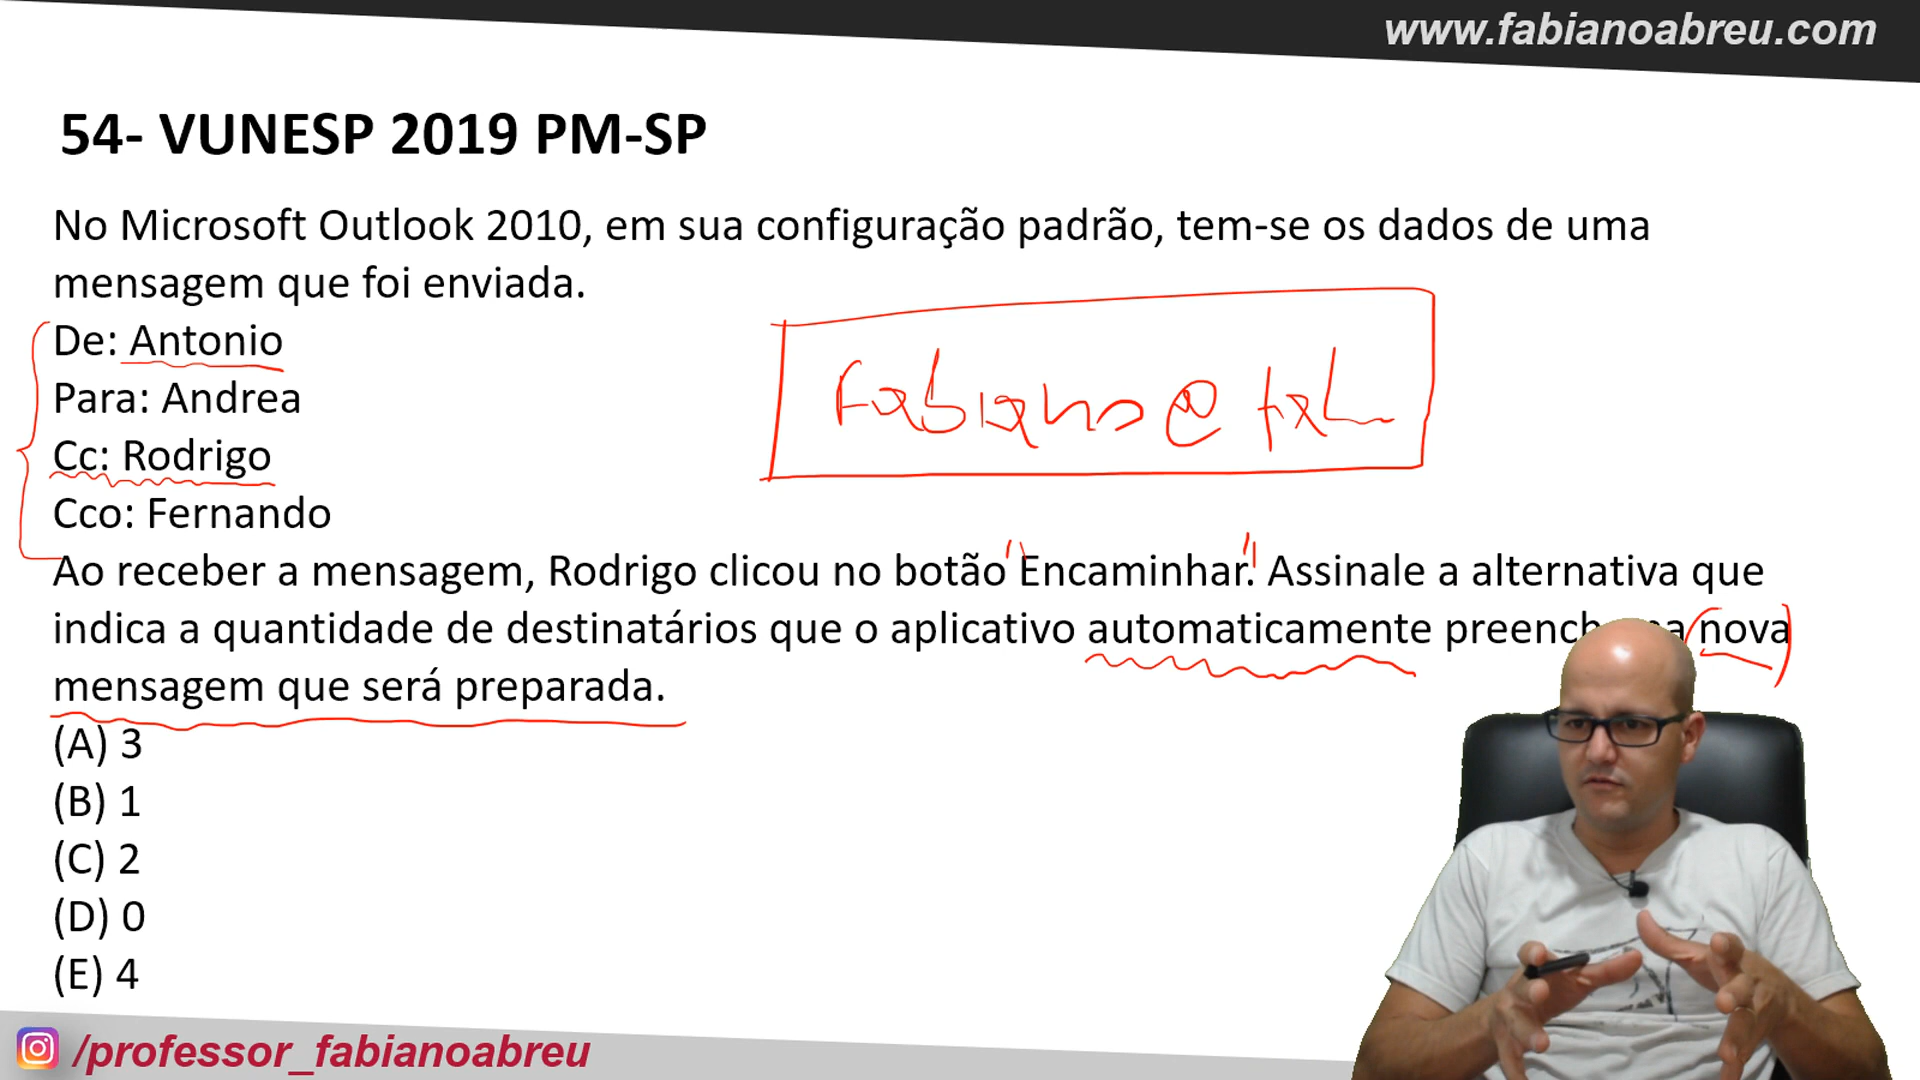 www.fabianoabreu.com
54- VUNESP 2019 PM-SP
No Microsoft Outlook 2010, em sua configuração padrão, tem-se os dados de uma
mensagem que foi enviada.
De: Antonio
Para: Andrea
Cc: Rodrigo
Cco: Fernando
Fabiano@
Ao receber a mensagem, Rodrigo clicou no botão "Encaminhar". Assinale a alternativa que
indica a quantidade de destinatários que o aplicativo automaticamente preench na nova
mensagem que será preparada.
(A) 3
(B) 1
(C) 2
(D) 0
(E) 4
/professor_fabianoabreu